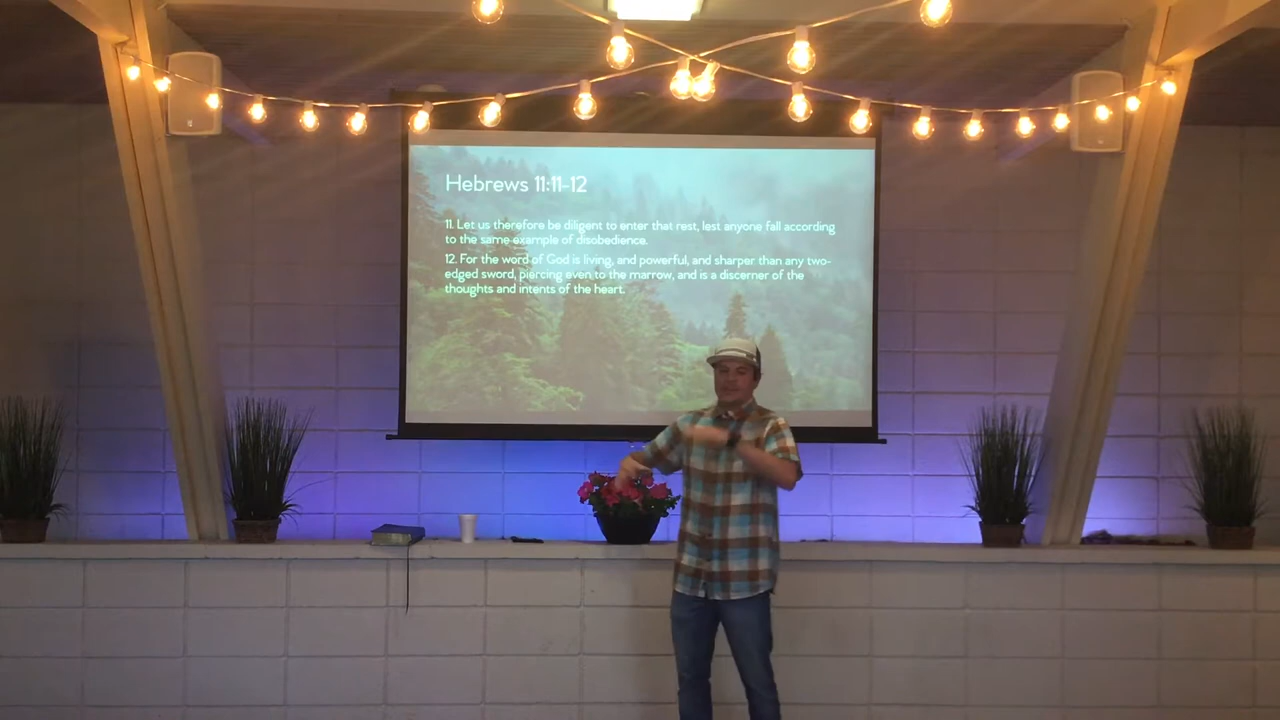 Hebrews 11:11-12
11. Let us therefore be diligent to enter that rest, lest anyone fall according
to the same example of disobedience.
12. For the word of God is living, and powerful, and sharper than any two-
edged sword, piercing even to the marrow, and is a discerner of the
thoughts and intents of the heart.